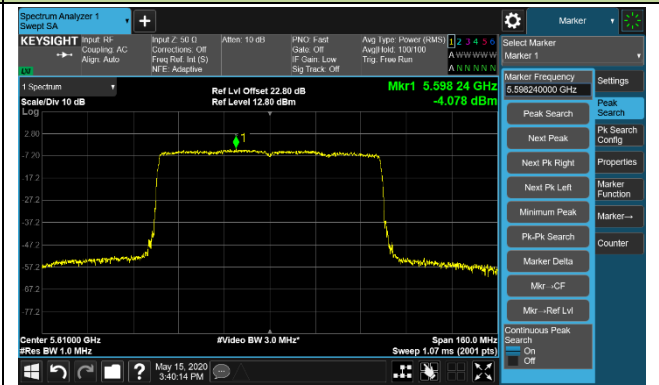 Spectrum Analyzer 1
Swept SA
Marker
KEYSIGHT
Input: RF
Coupling: AC
Align: Auto
Input Z: 50 Ω
Corrections: Off
Freq Ref: Int (S)
NFE: Adaptive
Atten: 10 dB
PNO: Fast
Gate: Off
IF Gain: Low
Sig Track: Off
Avg Type: Power (RMS)
Avg|Hold: 100/100
Trig: Free Run
1 2 3 4 5 6
A W W W W W
A N N N N N
LV
Select Marker
Marker 1
1 Spectrum
Scale/Div 10 dB
Log
Ref Lvl Offset 22.80 dB
Ref Level 12.80 dBm
Mkr1 5.598 24 GHz
-4.078 dBm
1
2.80
-7.20
-17.2
-27.2
-37.2
-47.2
-57.2
-67.2
-77.2
Center 5.61000 GHz
#Res BW 1.0 MHz
#Video BW 3.0 MHz*
Span 160.0 MHz
Sweep 1.07 ms (2001 pts)
Marker Frequency
5.598240000 GHz
Peak Search
Next Peak
Next Pk Right
Next Pk Left
Minimum Peak
Pk-Pk Search
Marker Delta
Mkr→CF
Mkr→Ref Lvl
Continuous Peak
Search
On
Off
Settings
Peak
Search
Pk Search
Config
Properties
Marker
Function
Marker→
Counter
May 15, 2020
3:40:14 PM